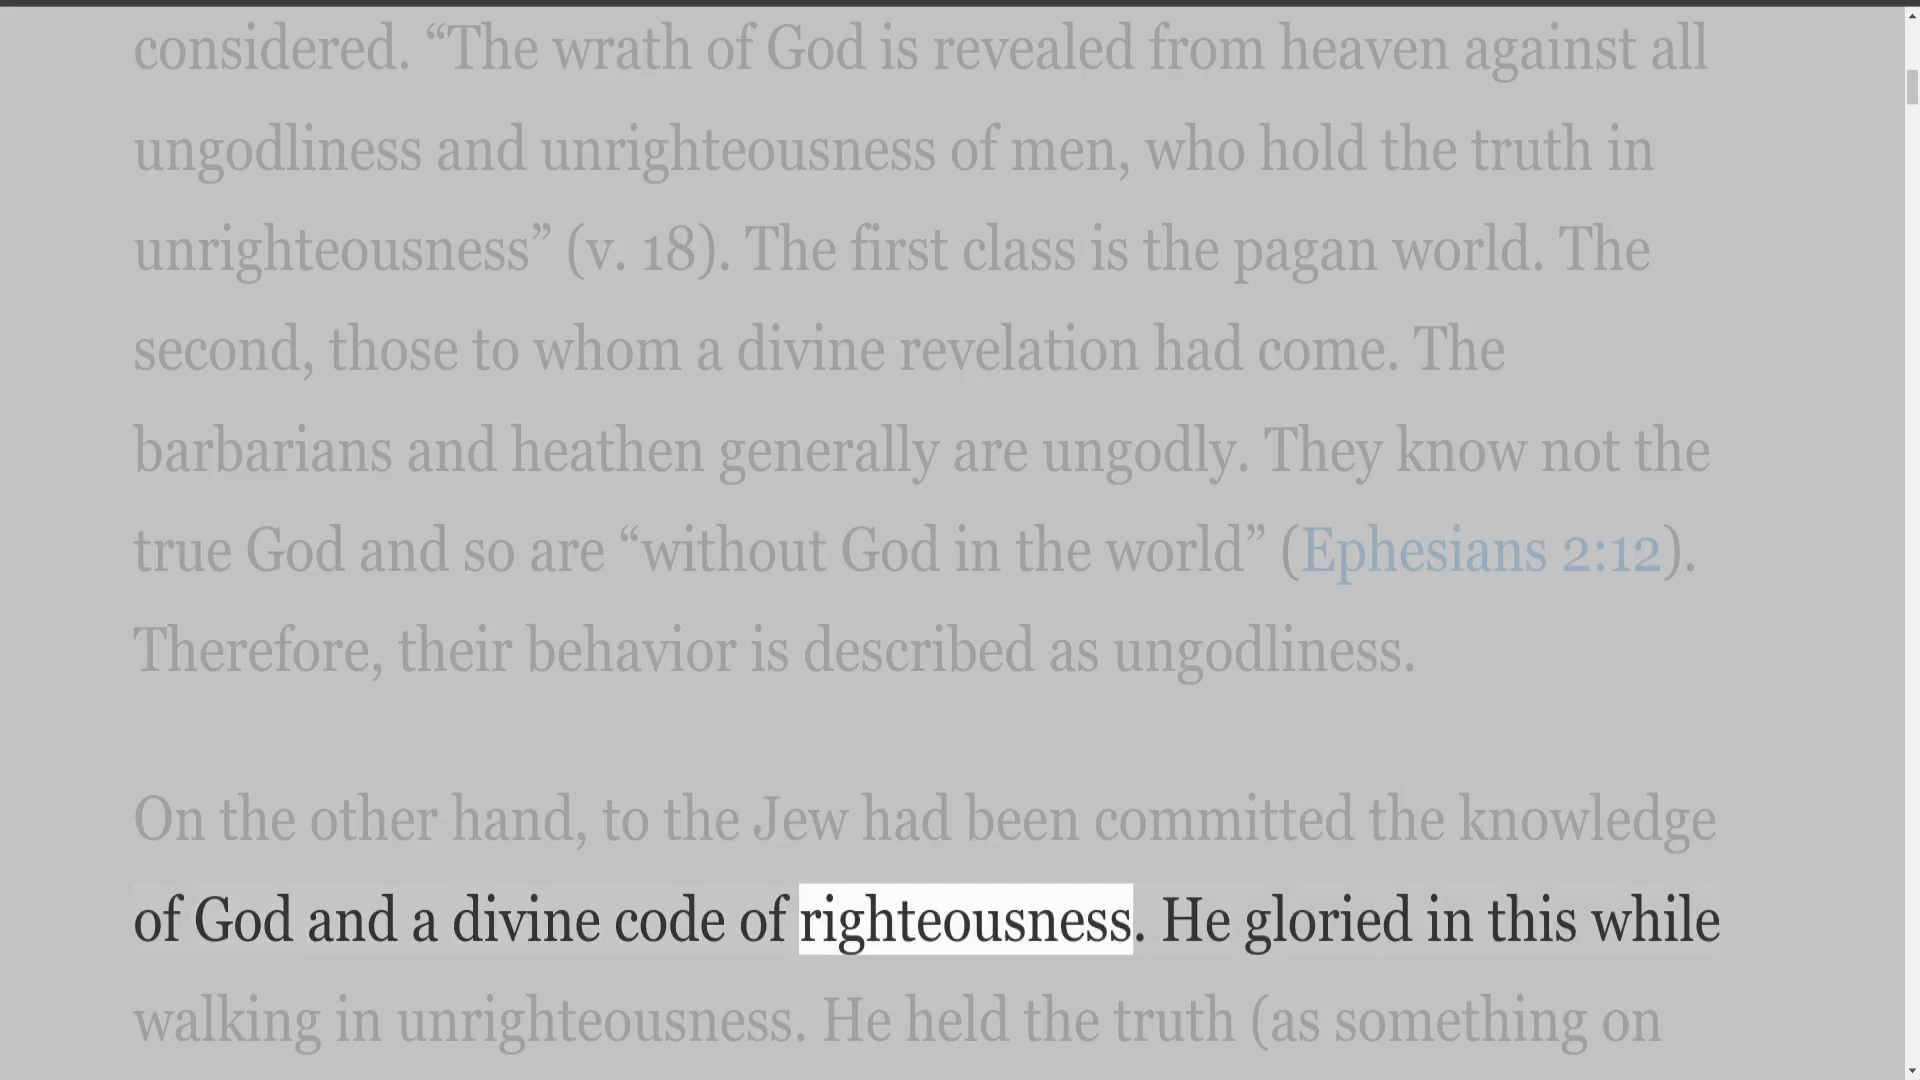 considered. “The wrath of God is revealed from heaven against all
ungodliness and unrighteousness of men, who hold the truth in
unrighteousness” (v. 18). The first class is the pagan world. The
second, those to whom a divine revelation had come. The
barbarians and heathen generally are ungodly. They know not the
true God and so are “without God in the world” (Ephesians 2:12).
Therefore, their behavior is described as ungodliness.
On the other hand, to the Jew had been committed the knowledge
of God and a divine code of righteousness. He gloried in this while
walking in unrighteousness. He held the truth (as something on